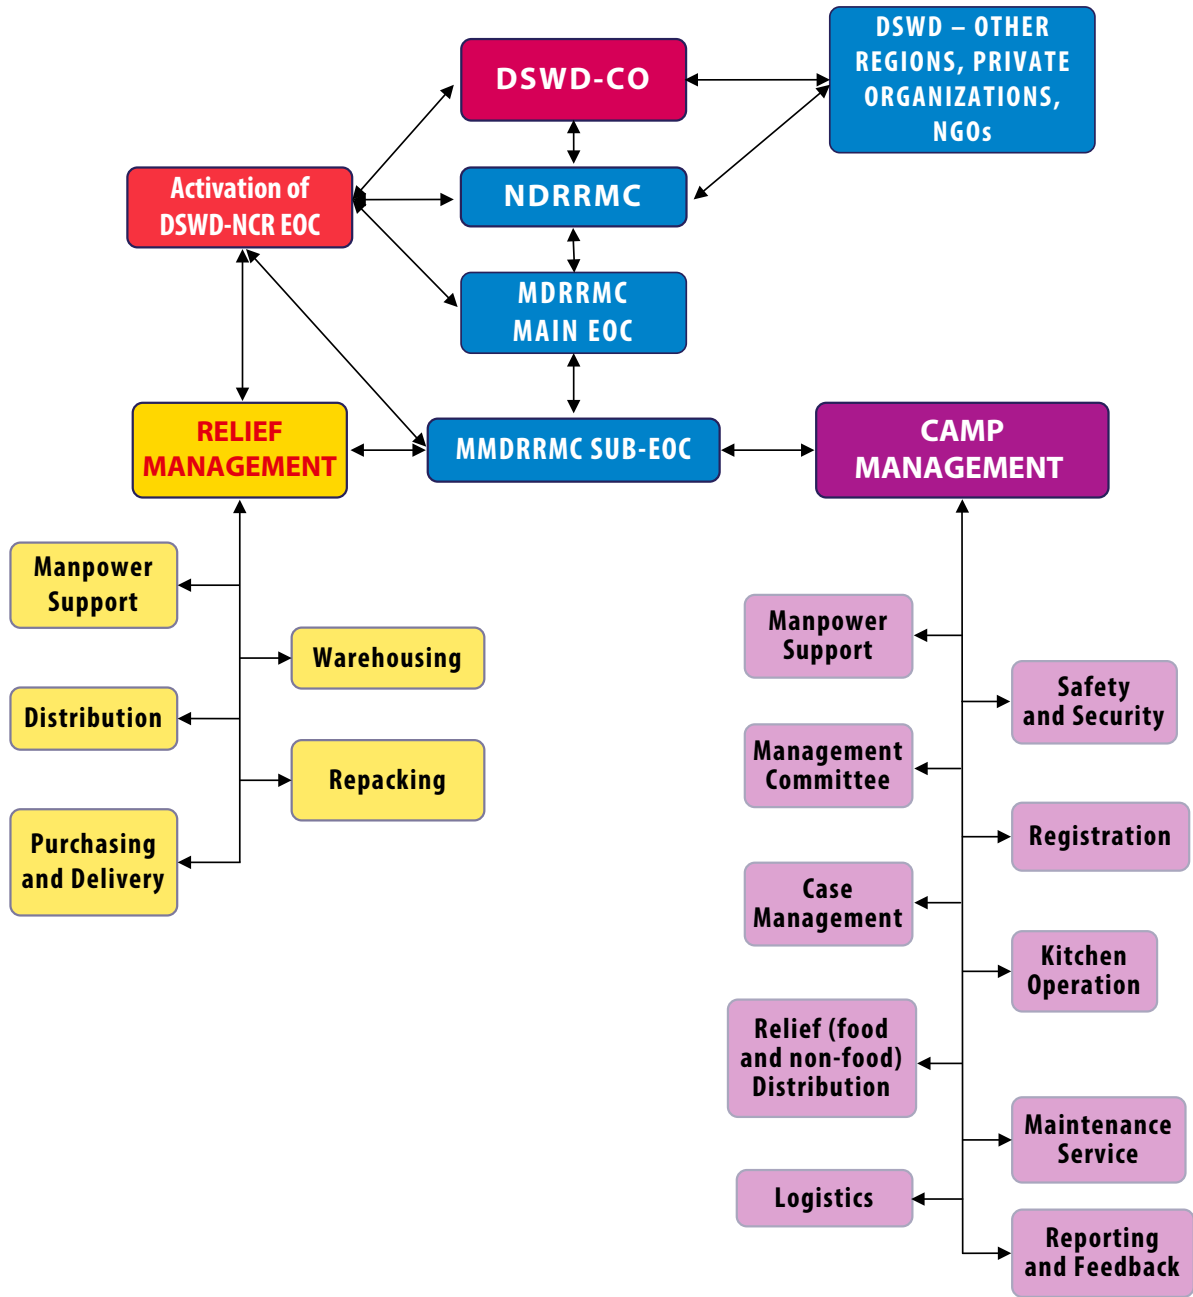 DSWD-CO
DSWD – OTHER
REGIONS, PRIVATE
ORGANIZATIONS,
NGOs
Activation of
DSWD-NCR EOC
NDRRMC
MDRRMC
MAIN EOC
RELIEF
MANAGEMENT
MMDRRMC SUB-EOC
CAMP
MANAGEMENT
Manpower
Support
Warehousing
Distribution
Repacking
Purchasing
and Delivery
Manpower
Support
Safety
and Security
Management
Committee
Registration
Case
Management
Kitchen
Operation
Relief (food
and non-food)
Distribution
Maintenance
Service
Logistics
Reporting
and Feedback